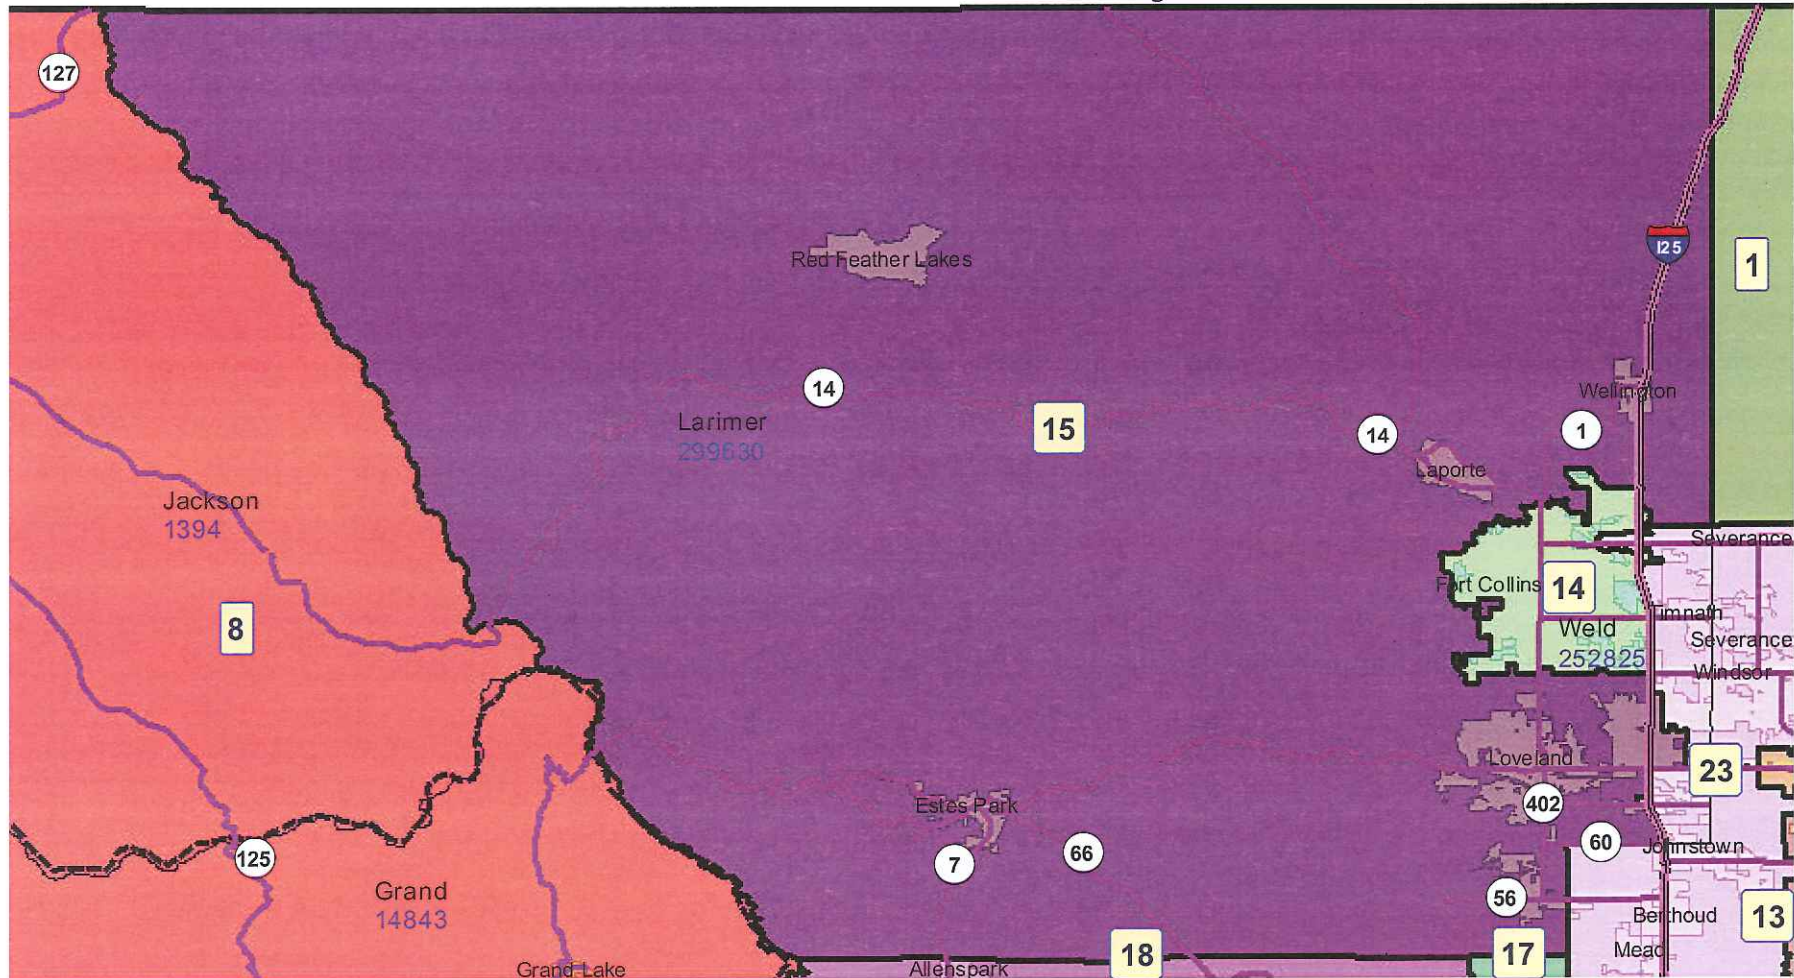 127
I25
1
Red Feather Lakes
14
Wellington
Larimer
299630
15
14
1
Laporte
Jackson
1394
Severance
Fort Collins
14
Timnath
8
Weld
252825
Severance
Windsor
Loveland
23
Estes Park
402
7
66
60
Johnstown
125
Grand
14843
56
Berthoud
13
Mead
18
17
Grand Lake
Allenspark